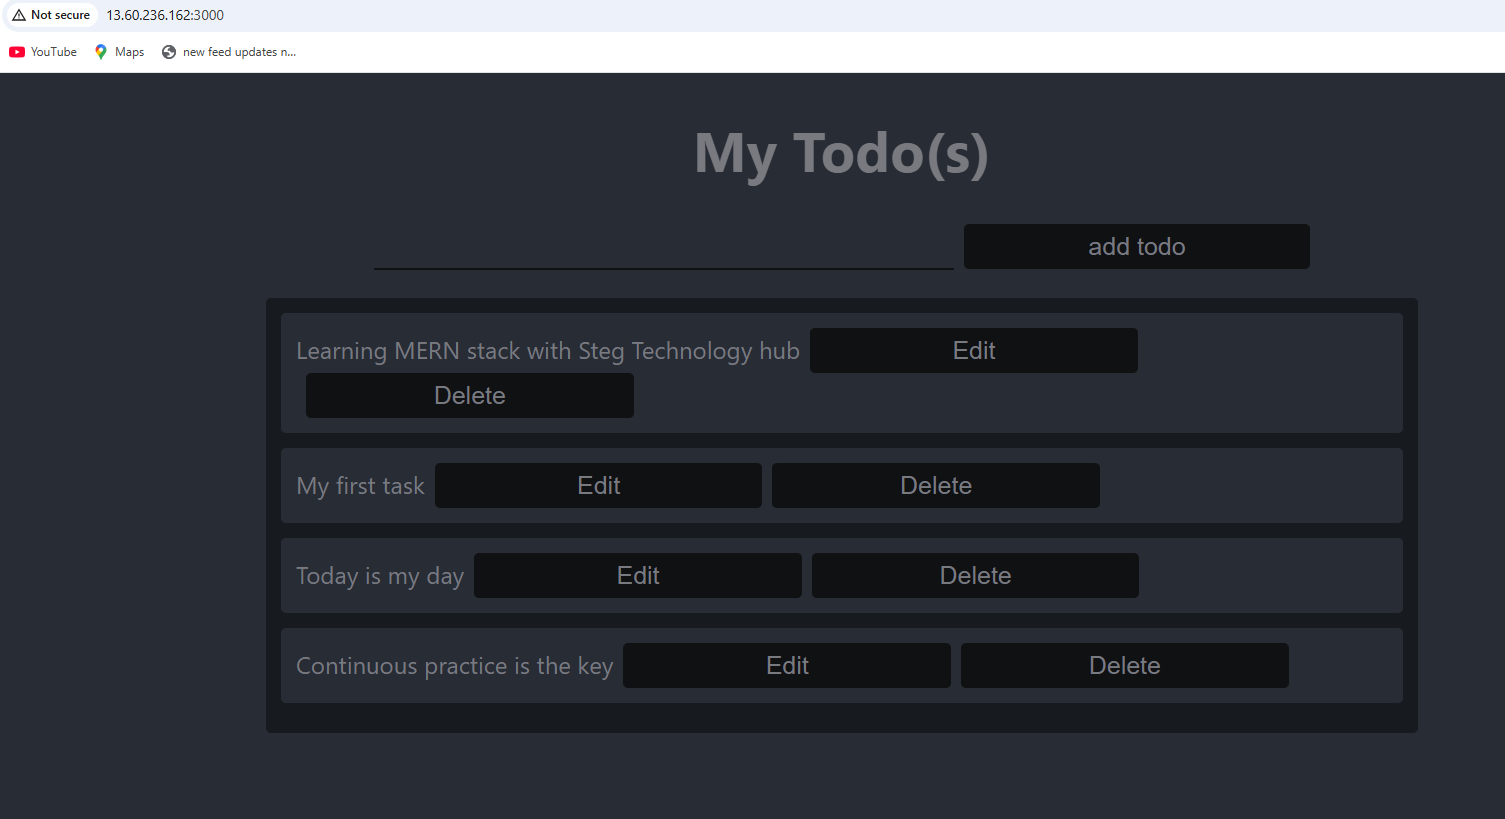 Not secure 13.60.236.162:3000
YouTube Maps new feed updates n...
My Todo(s)
add todo
Learning MERN stack with Steg Technology hub Edit
Delete
My first task Edit Delete
Today is my day Edit Delete
Continuous practice is the key Edit Delete